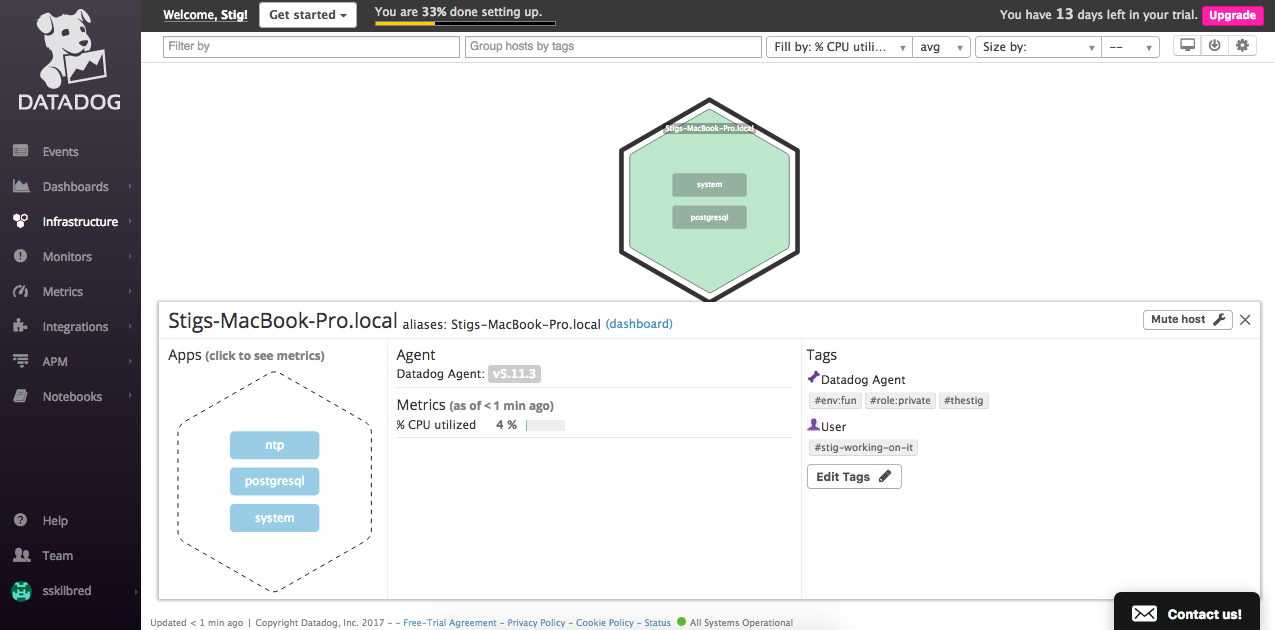 DATADOG
Events
Dashboards
Infrastructure
Monitors
Metrics
Integrations
APM
Notebooks
Help
Team
sskilbred
Welcome, Stig!
Get started
You are 33% done setting up.
You have 13 days left in your trial.
Upgrade
Filter by
Group hosts by tags
Fill by: % CPU utili...
avg
Size by:
--
Stigs-MacBook-Pro.local
system
postgresql
Stigs-MacBook-Pro.local aliases: Stigs-MacBook-Pro.local (dashboard)
Mute host
Apps (click to see metrics)
ntp
postgresql
system
Agent
Datadog Agent: v5.11.3
Metrics (as of < 1 min ago)
% CPU utilized 4 %
Tags
Datadog Agent
#env:fun #role:private #thestig
User
#stig-working-on-it
Edit Tags
Updated < 1 min ago | Copyright Datadog, Inc. 2017 - - Free-Trial Agreement - Privacy Policy - Cookie Policy - Status All Systems Operational
Contact us!